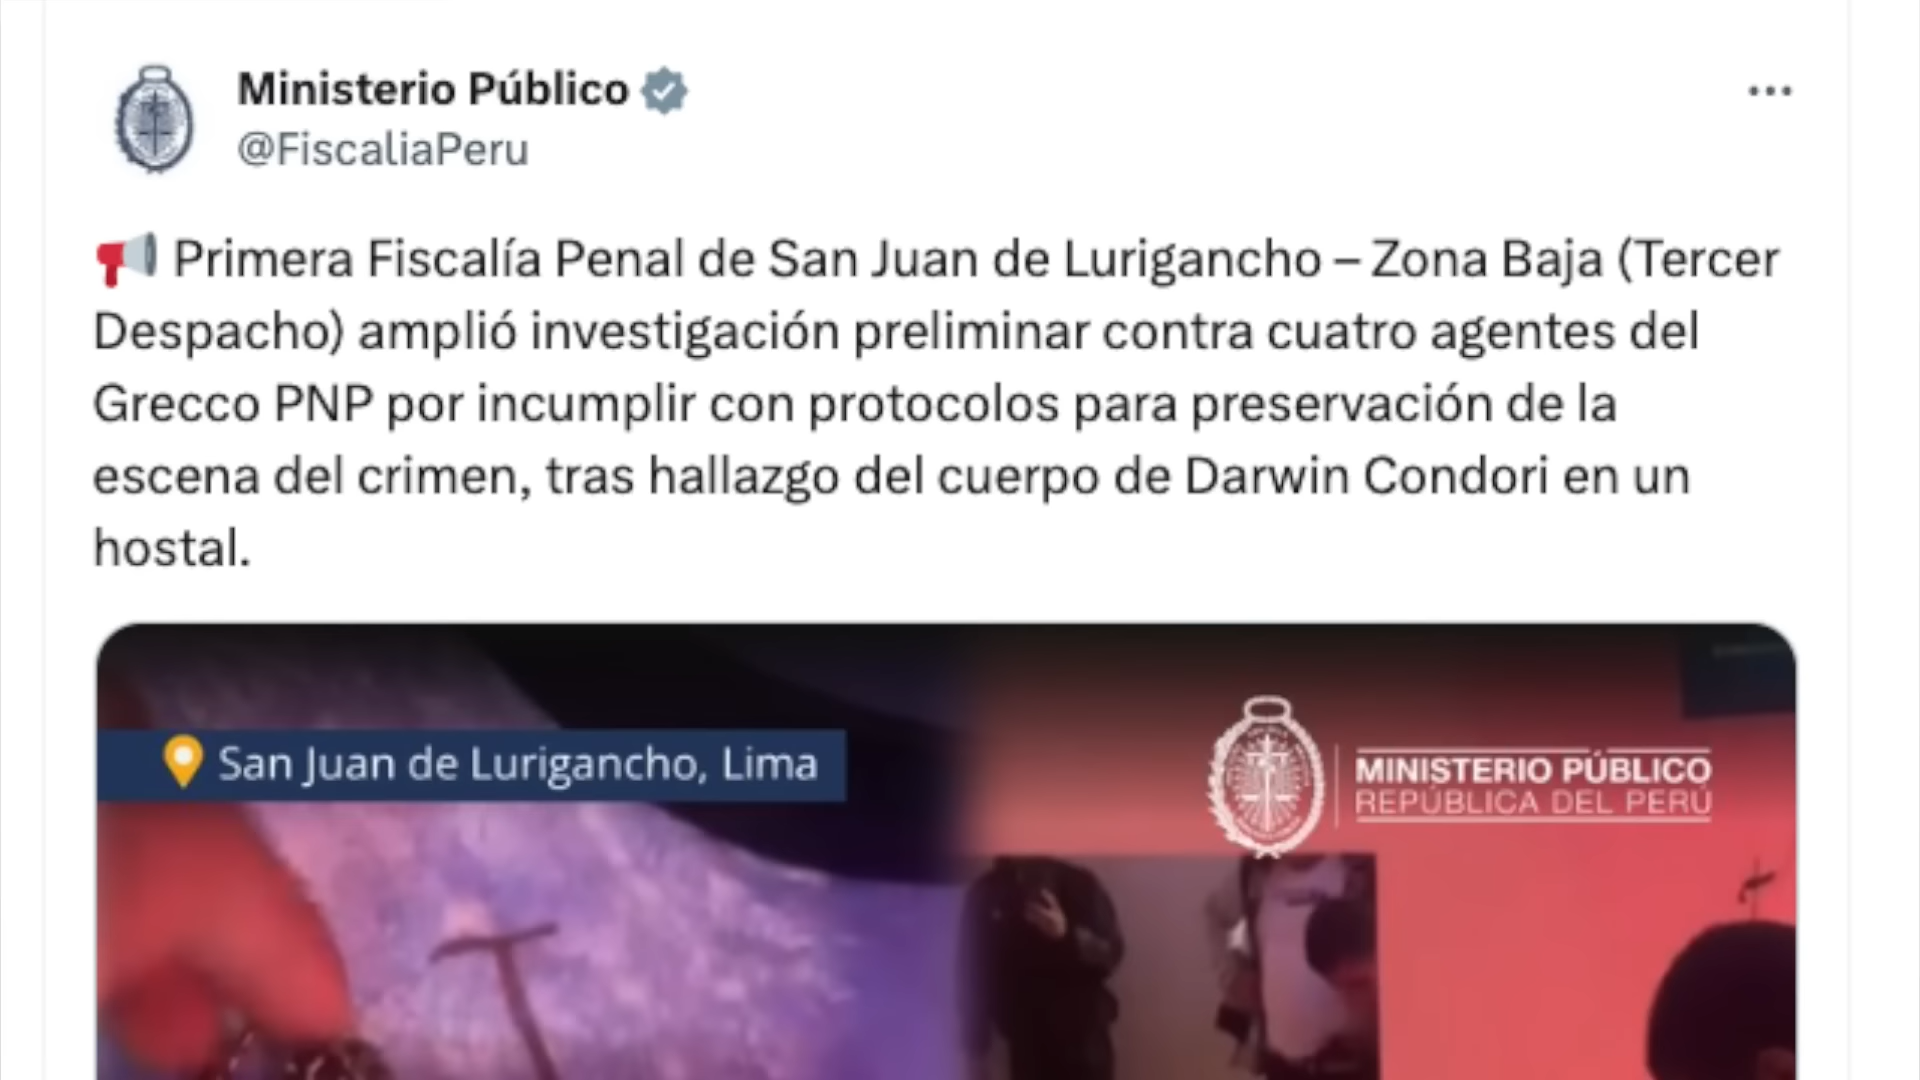 Ministerio Público
@FiscaliaPeru
Primera Fiscalía Penal de San Juan de Lurigancho – Zona Baja (Tercer
Despacho) amplió investigación preliminar contra cuatro agentes del
Grecco PNP por incumplir con protocolos para preservación de la
escena del crimen, tras hallazgo del cuerpo de Darwin Condori en un
hostal.
San Juan de Lurigancho, Lima
MINISTERIO PÚBLICO
REPÚBLICA DEL PERÚ